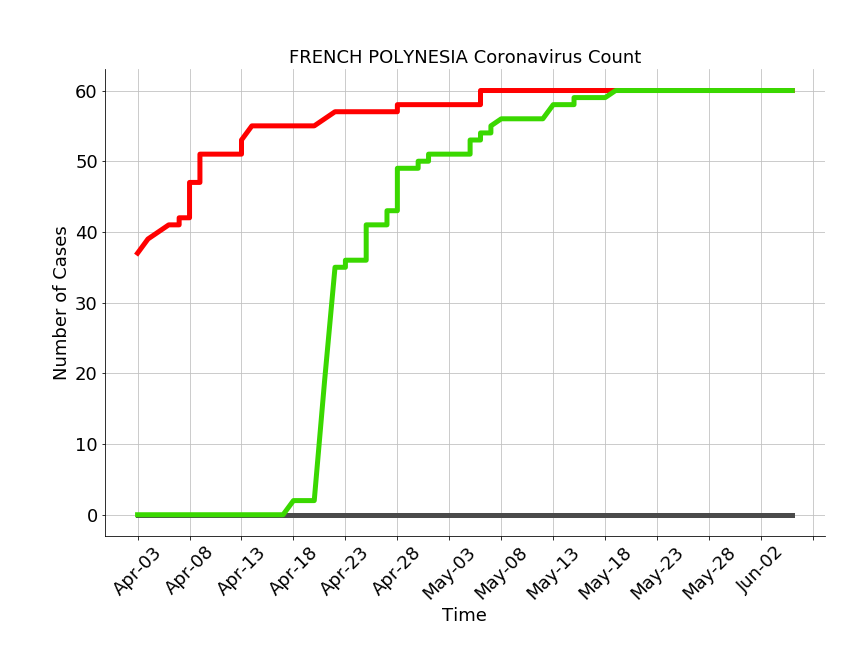 FRENCH POLYNESIA Coronavirus Count
60
50
40
30
20
10
0
Number of Cases
Apr-03
Apr-08
Apr-13
Apr-18
Apr-23
Apr-28
May-03
May-08
May-13
May-18
May-23
May-28
Jun-02
Time